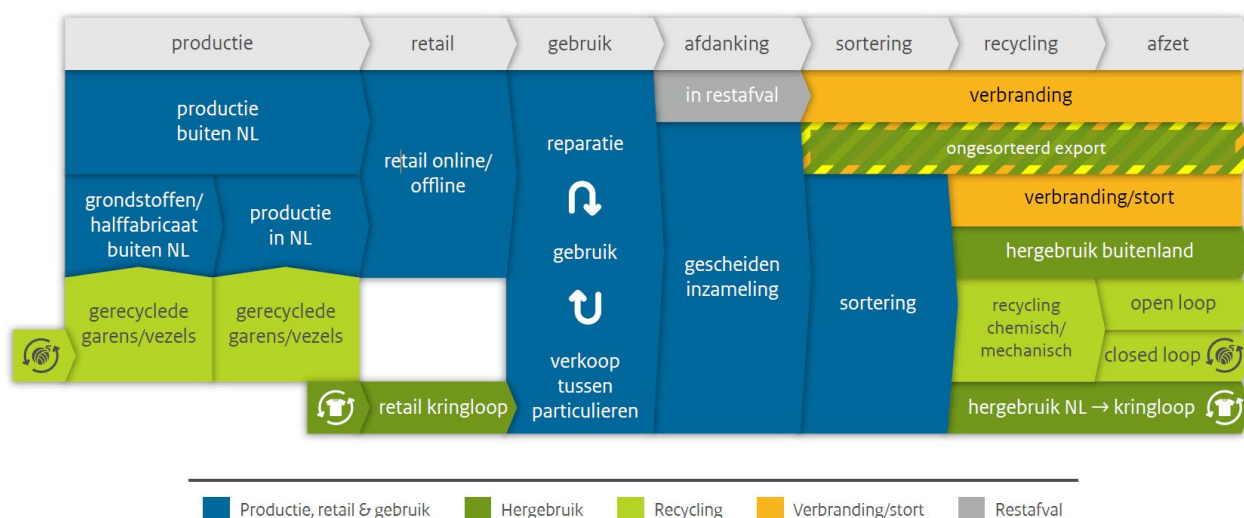 productie
retail
gebruik
afdanking
sortering
recycling
afzet
productie
buiten NL
grondstoffen/
halffabricaat
buiten NL
productie
in NL
gerecyclede
garens/vezels
gerecyclede
garens/vezels
retail online/
offline
retail kringloop
reparatie
gebruik
verkoop
tussen
particulieren
in restafval
gescheiden
inzameling
sortering
verbranding
ongesorteerd export
verbranding/stort
hergebruik buitenland
recycling
chemisch/
mechanisch
open loop
closed loop
hergebruik NL → kringloop
Productie, retail & gebruik
Hergebruik
Recycling
Verbranding/stort
Restafval